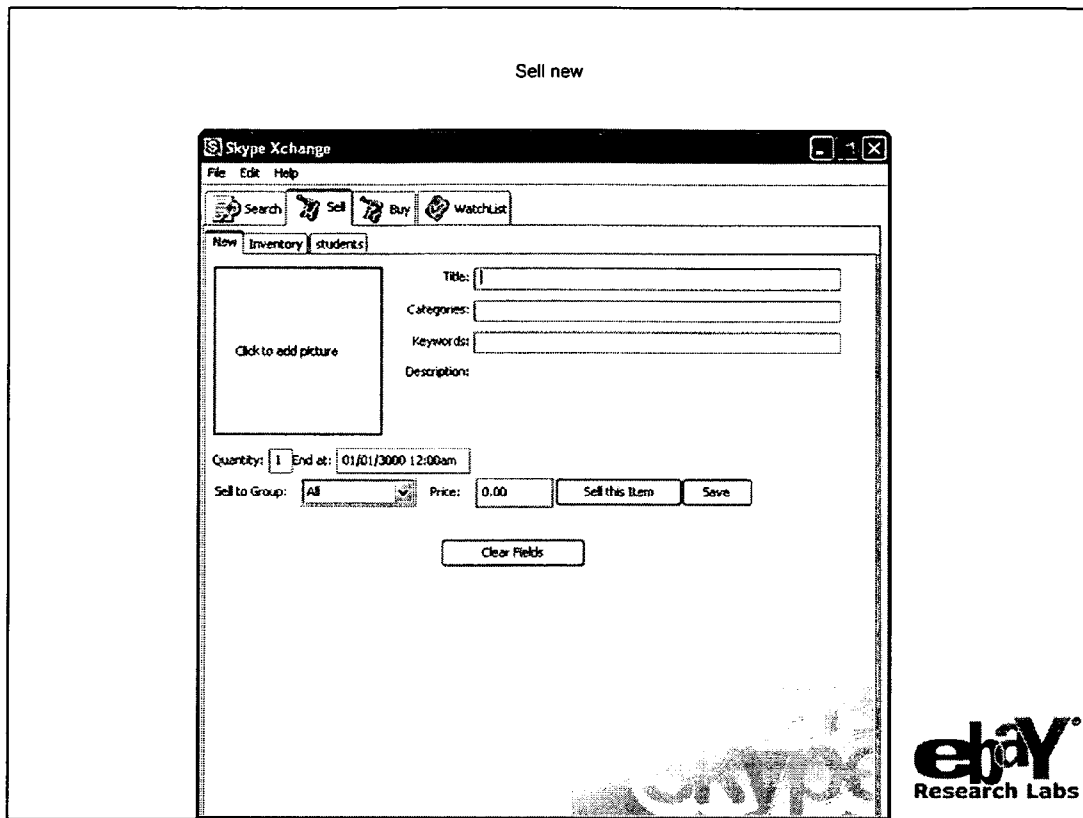 Sell new
Skype Xchange
File Edit Help
Search Sell Buy WatchList
New Inventory students
Title:
Categories:
Click to add picture
Keywords:
Description:
Quantity: 1 End at: 01/01/3000 12:00am
Sell to Group: All Price: 0.00 Sell this Item Save
Clear Fields
skype
ebaY®
Research Labs